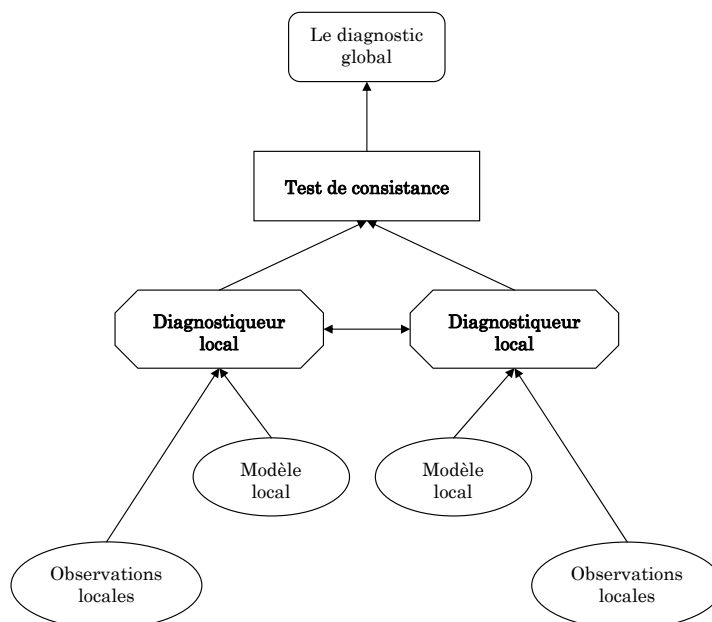 Le diagnostic
global
Test de consistance
Diagnostiqueur
local
Diagnostiqueur
local
Modèle
local
Modèle
local
Observations
locales
Observations
locales